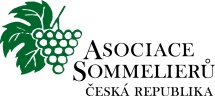 Asociace
Sommelierů
česká republika